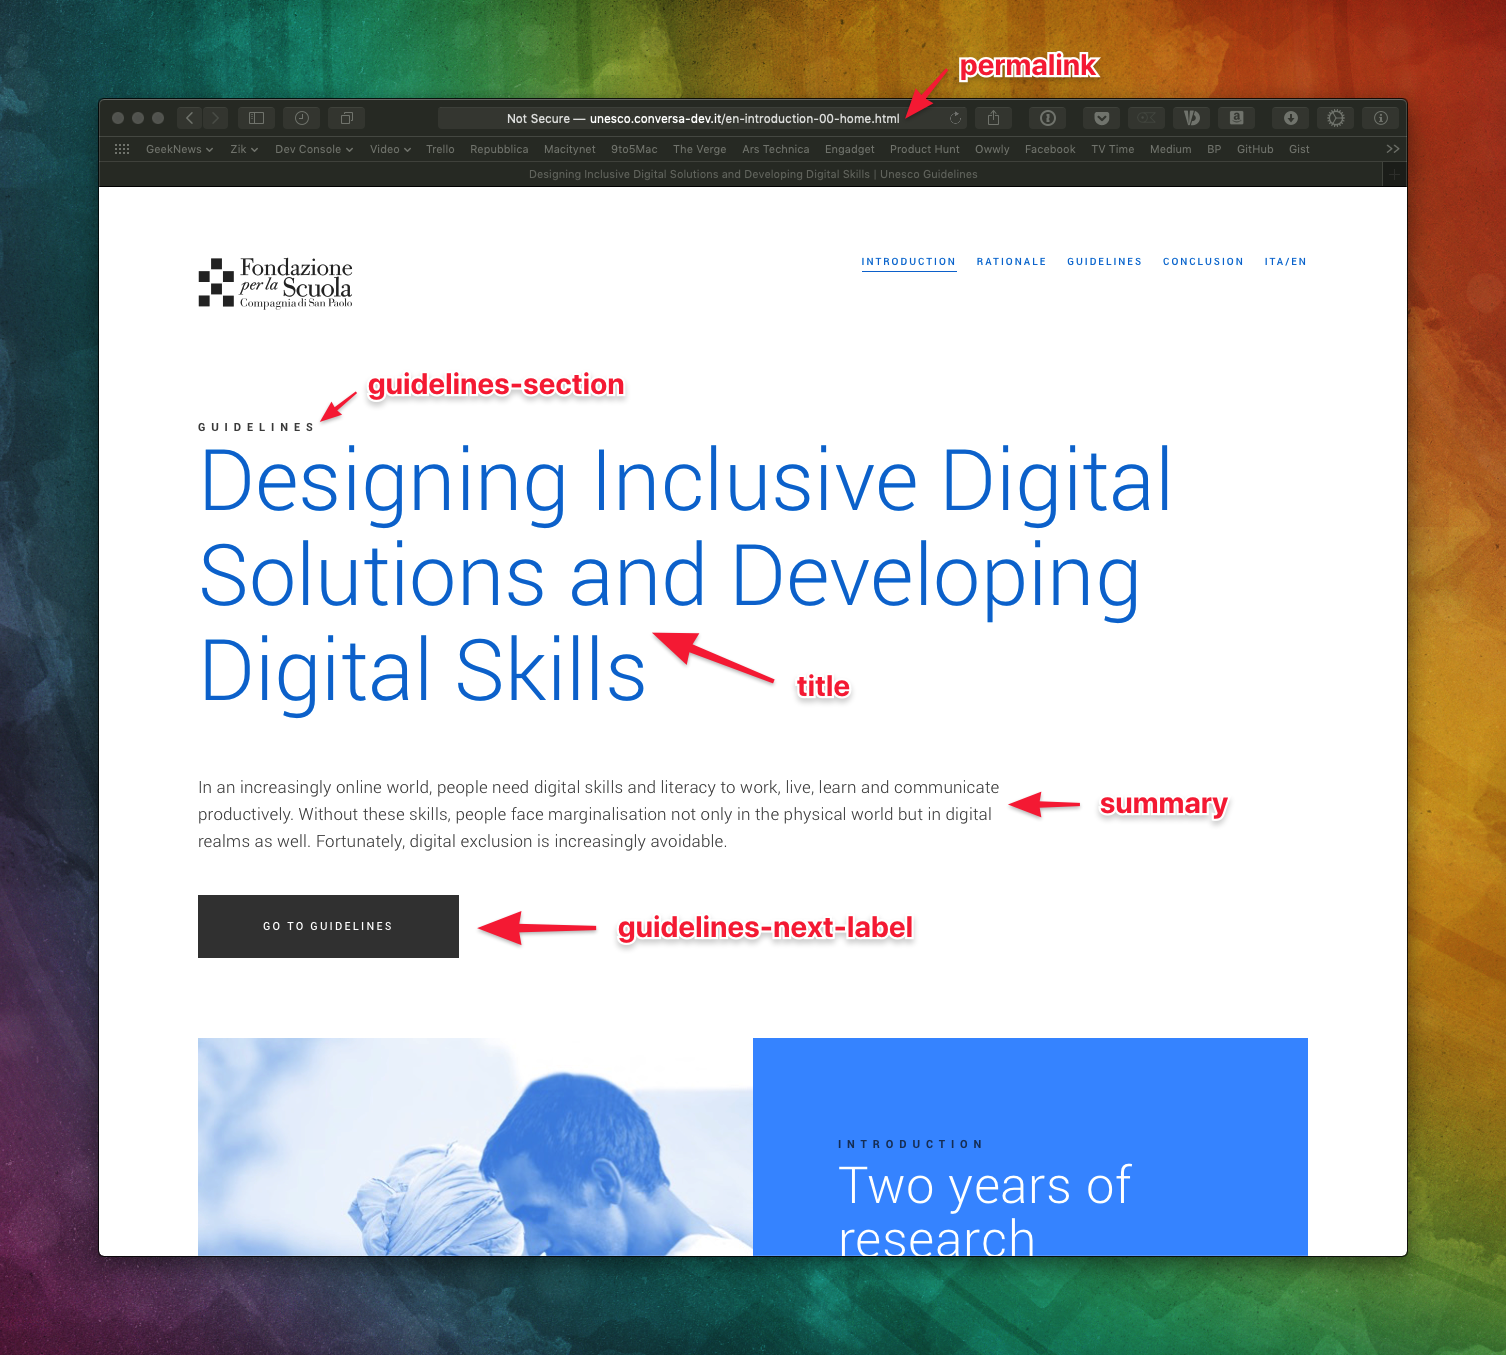 permalink
Not Secure — unesco.conversa-dev.it/en-introduction-00-home.html
GeekNews Zik Dev Console Video Trello Repubblica Macitynet 9to5Mac The Verge Ars Technica Engadget Product Hunt Owwly Facebook TV Time Medium BP GitHub Gist
Designing Inclusive Digital Solutions and Developing Digital Skills | Unesco Guidelines
Fondazione
per la Scuola
Compagnia di San Paolo
INTRODUCTION RATIONALE GUIDELINES CONCLUSION ITA/EN
guidelines-section
GUIDELINES
Designing Inclusive Digital
Solutions and Developing
Digital Skills
title
In an increasingly online world, people need digital skills and literacy to work, live, learn and communicate
productively. Without these skills, people face marginalisation not only in the physical world but in digital
realms as well. Fortunately, digital exclusion is increasingly avoidable.
summary
GO TO GUIDELINES
guidelines-next-label
INTRODUCTION
Two years of
research